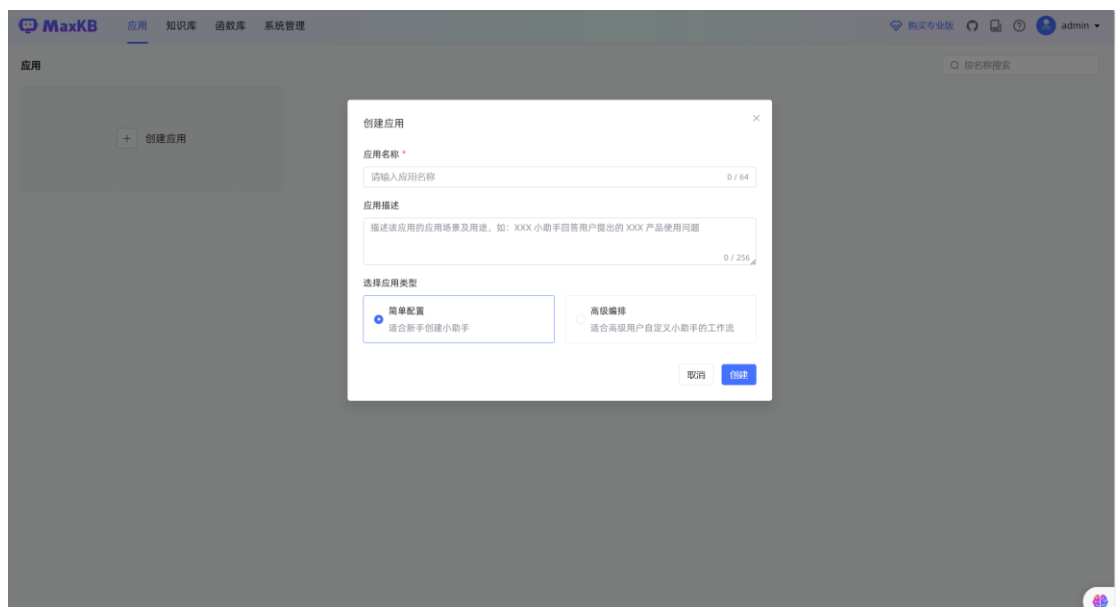 MaxKB 应用 知识库 函数库 系统管理 购买专业版 admin
应用 按名称搜索
创建应用
创建应用
应用名称 *
请输入应用名称 0 / 64
应用描述
描述该应用的应用场景及用途，如：XXX 小助手回答用户提出的 XXX 产品使用问题
0 / 256
选择应用类型
简单配置 高级编排
适合新手创建小助手 适合高级用户自定义小助手的工作流
取消 创建